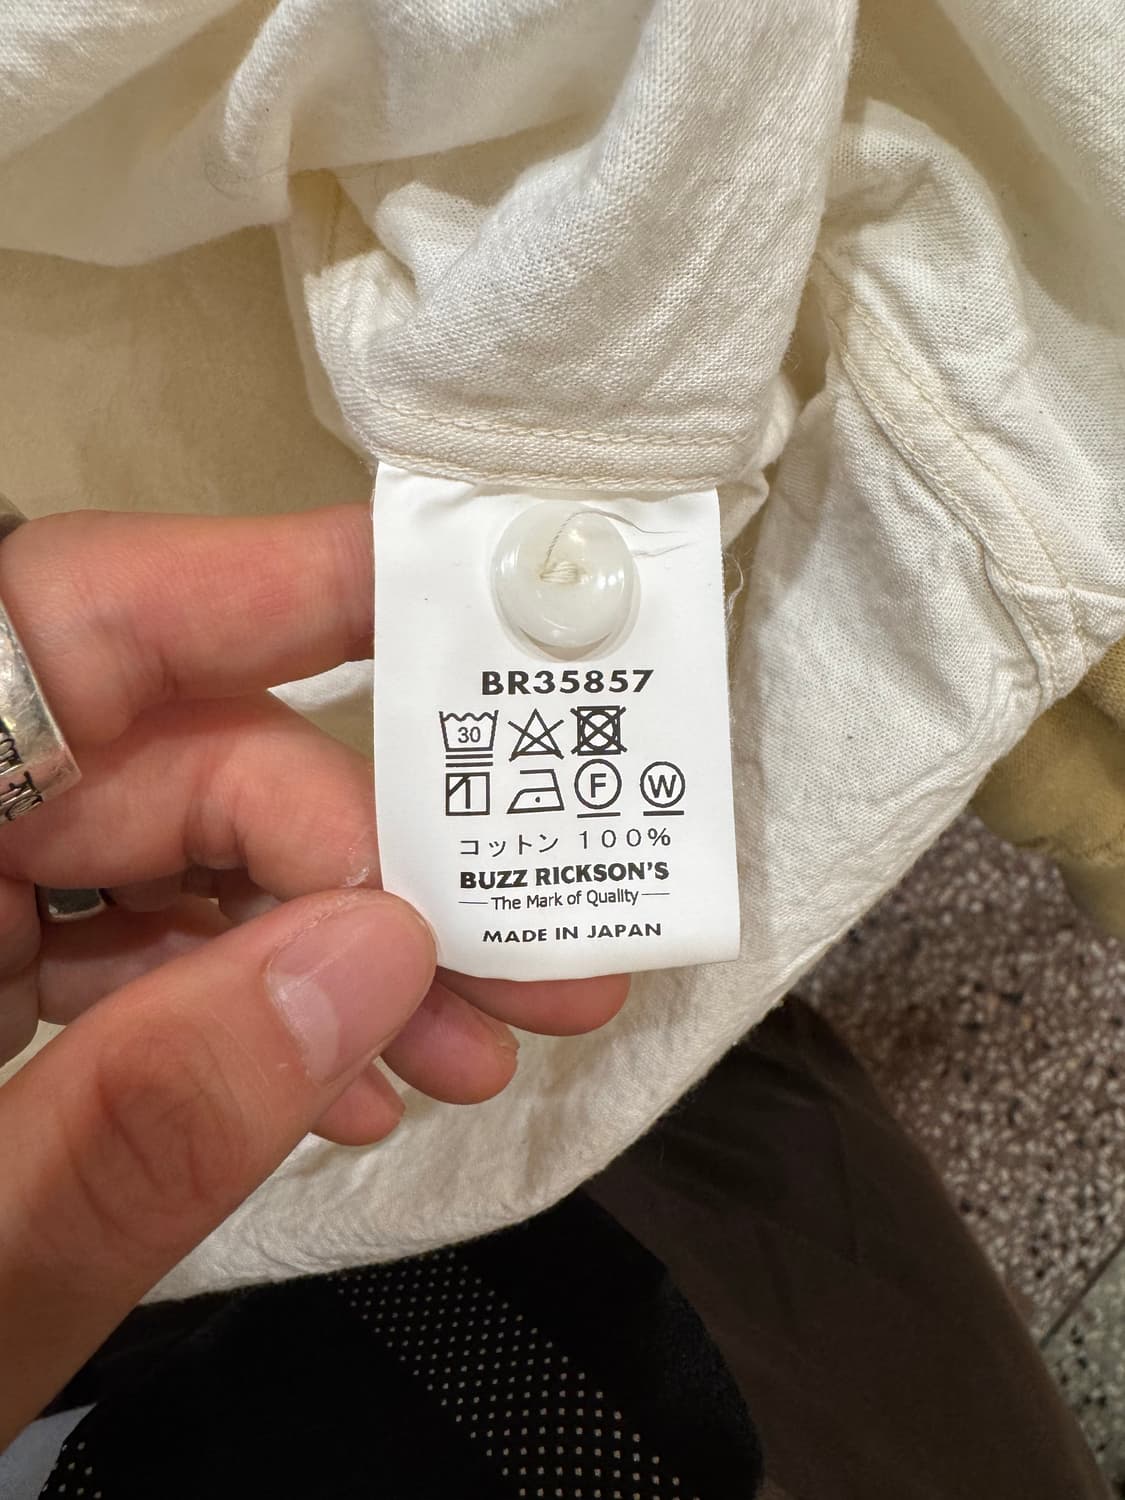 BR35857
30
F W
コットン 100%
BUZZ RICKSON'S
The Mark of Quality
MADE IN JAPAN